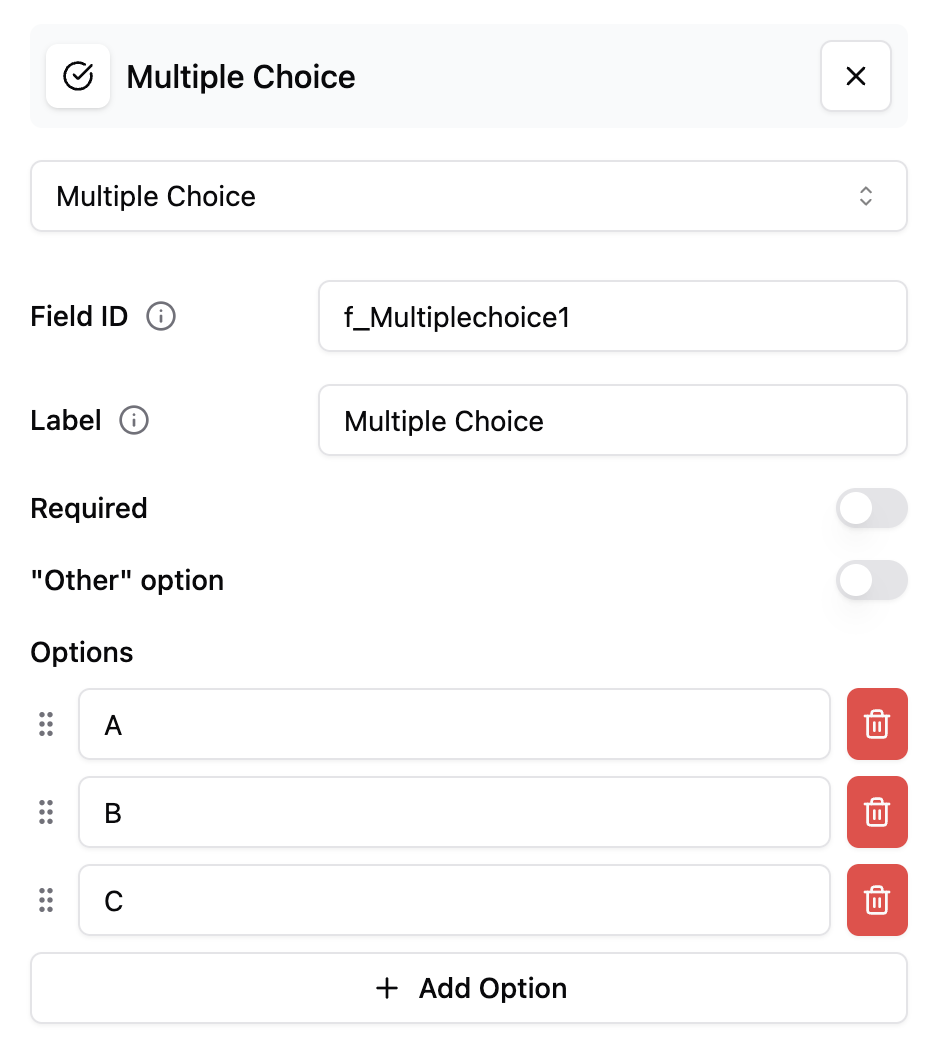 Multiple Choice
Multiple Choice
Field ID
f_Multiplechoice1
Label
Multiple Choice
Required
"Other" option
Options
A
B
C
Add Option